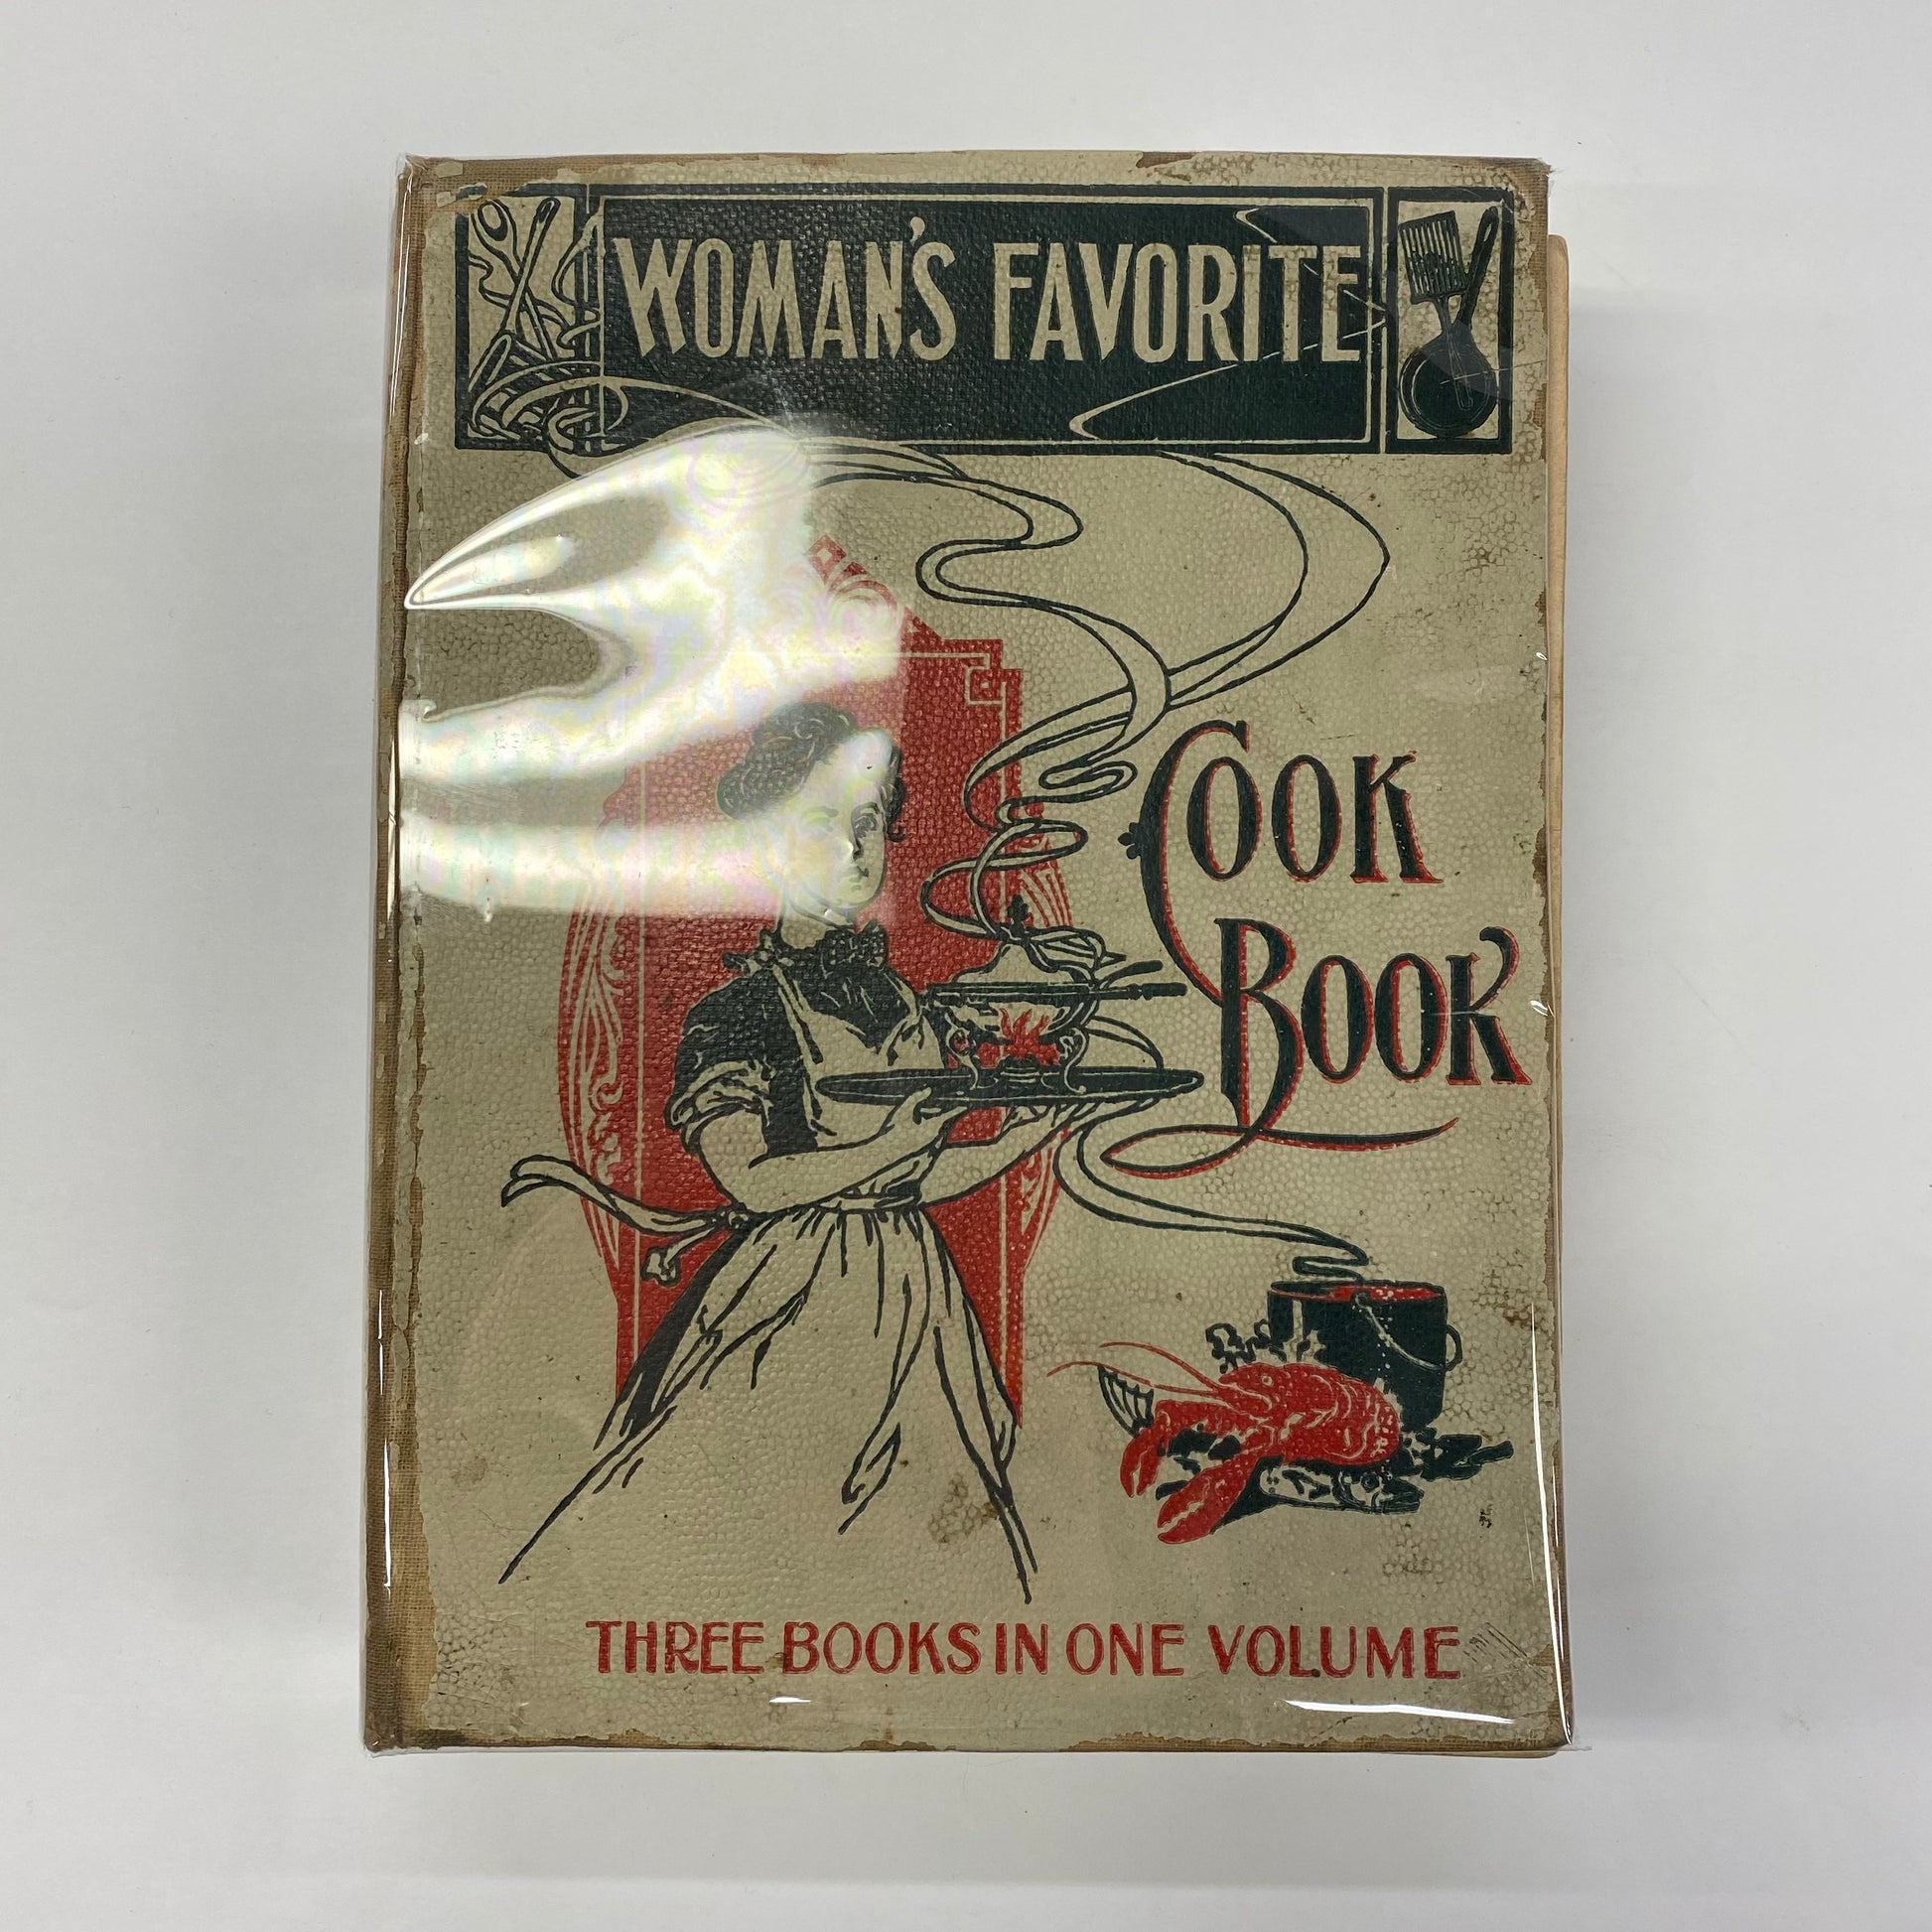 WOMAN'S FAVORITE
COOK
BOOK
THREE BOOKS IN ONE VOLUME